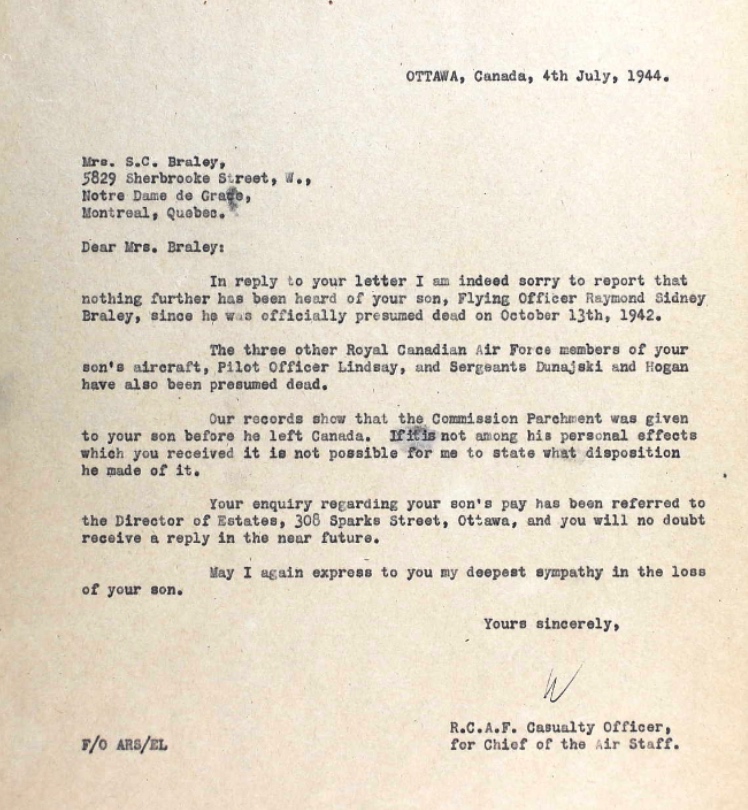 OTTAWA, Canada, 4th July, 1944.
Mrs. S.C. Braley,
5829 Sherbrooke Street, W.,
Notre Dame de Grace,
Montreal, Quebec.
Dear Mrs. Braley:
In reply to your letter I am indeed sorry to report that
nothing further has been heard of your son, Flying Officer Raymond Sidney
Braley, since he was officially presumed dead on October 13th, 1942.
The three other Royal Canadian Air Force members of your
son's aircraft, Pilot Officer Lindsay, and Sergeants Dunajski and Hogan
have also been presumed dead.
Our records show that the Commission Parchment was given
to your son before he left Canada. If it is not among his personal effects
which you received it is not possible for me to state what disposition
he made of it.
Your enquiry regarding your son's pay has been referred to
the Director of Estates, 308 Sparks Street, Ottawa, and you will no doubt
receive a reply in the near future.
May I again express to you my deepest sympathy in the loss
of your son.
Yours sincerely,
R.C.A.F. Casualty Officer,
for Chief of the Air Staff.
F/O ARS/EL